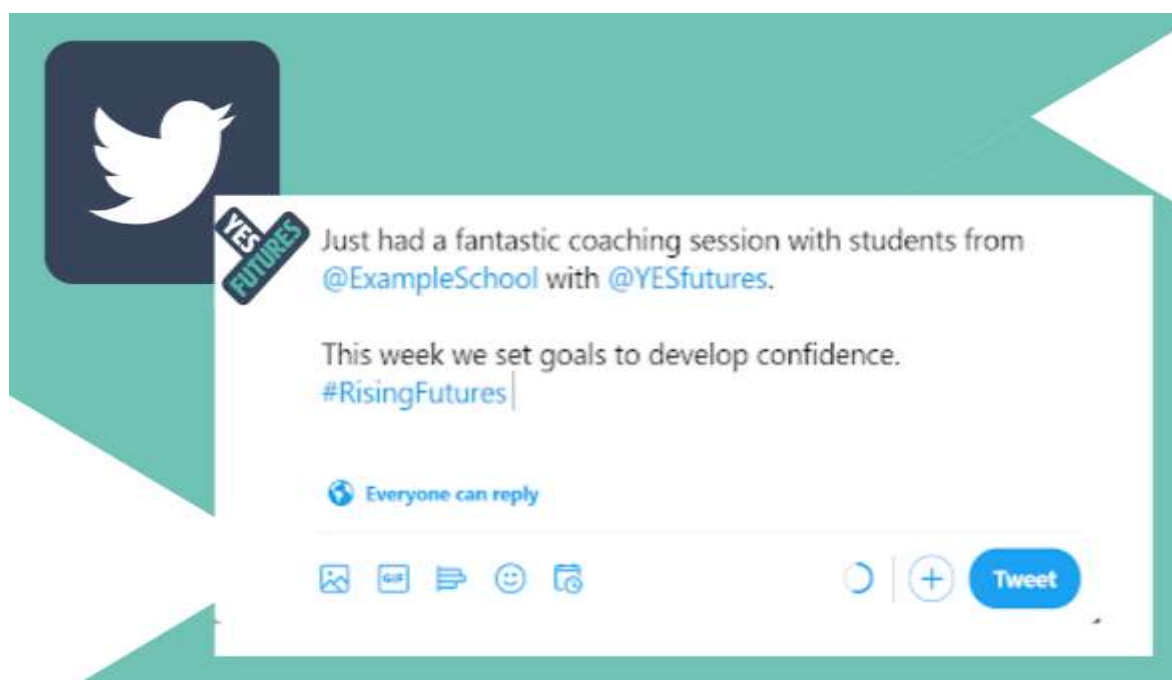 YES
FUTURES
Just had a fantastic coaching session with students from
@ExampleSchool with @YESfutures.
This week we set goals to develop confidence.
#RisingFutures
Everyone can reply
GIF
Tweet